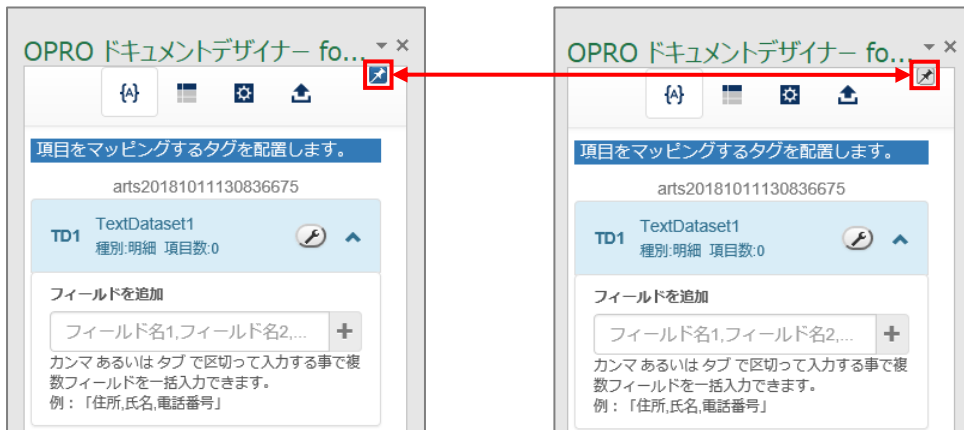 OPRO ドキュメントデザイナー fo...
{A}
項目をマッピングするタグを配置します。
arts20181011130836675
TD1 TextDataset1
種別:明細 項目数:0
フィールドを追加
フィールド名1,フィールド名2,...
カンマ あるいは タブ で区切って入力する事で複
数フィールドを一括入力できます。
例：「住所,氏名,電話番号」
OPRO ドキュメントデザイナー fo...
{A}
項目をマッピングするタグを配置します。
arts20181011130836675
TD1 TextDataset1
種別:明細 項目数:0
フィールドを追加
フィールド名1,フィールド名2,...
カンマ あるいは タブ で区切って入力する事で複
数フィールドを一括入力できます。
例：「住所,氏名,電話番号」